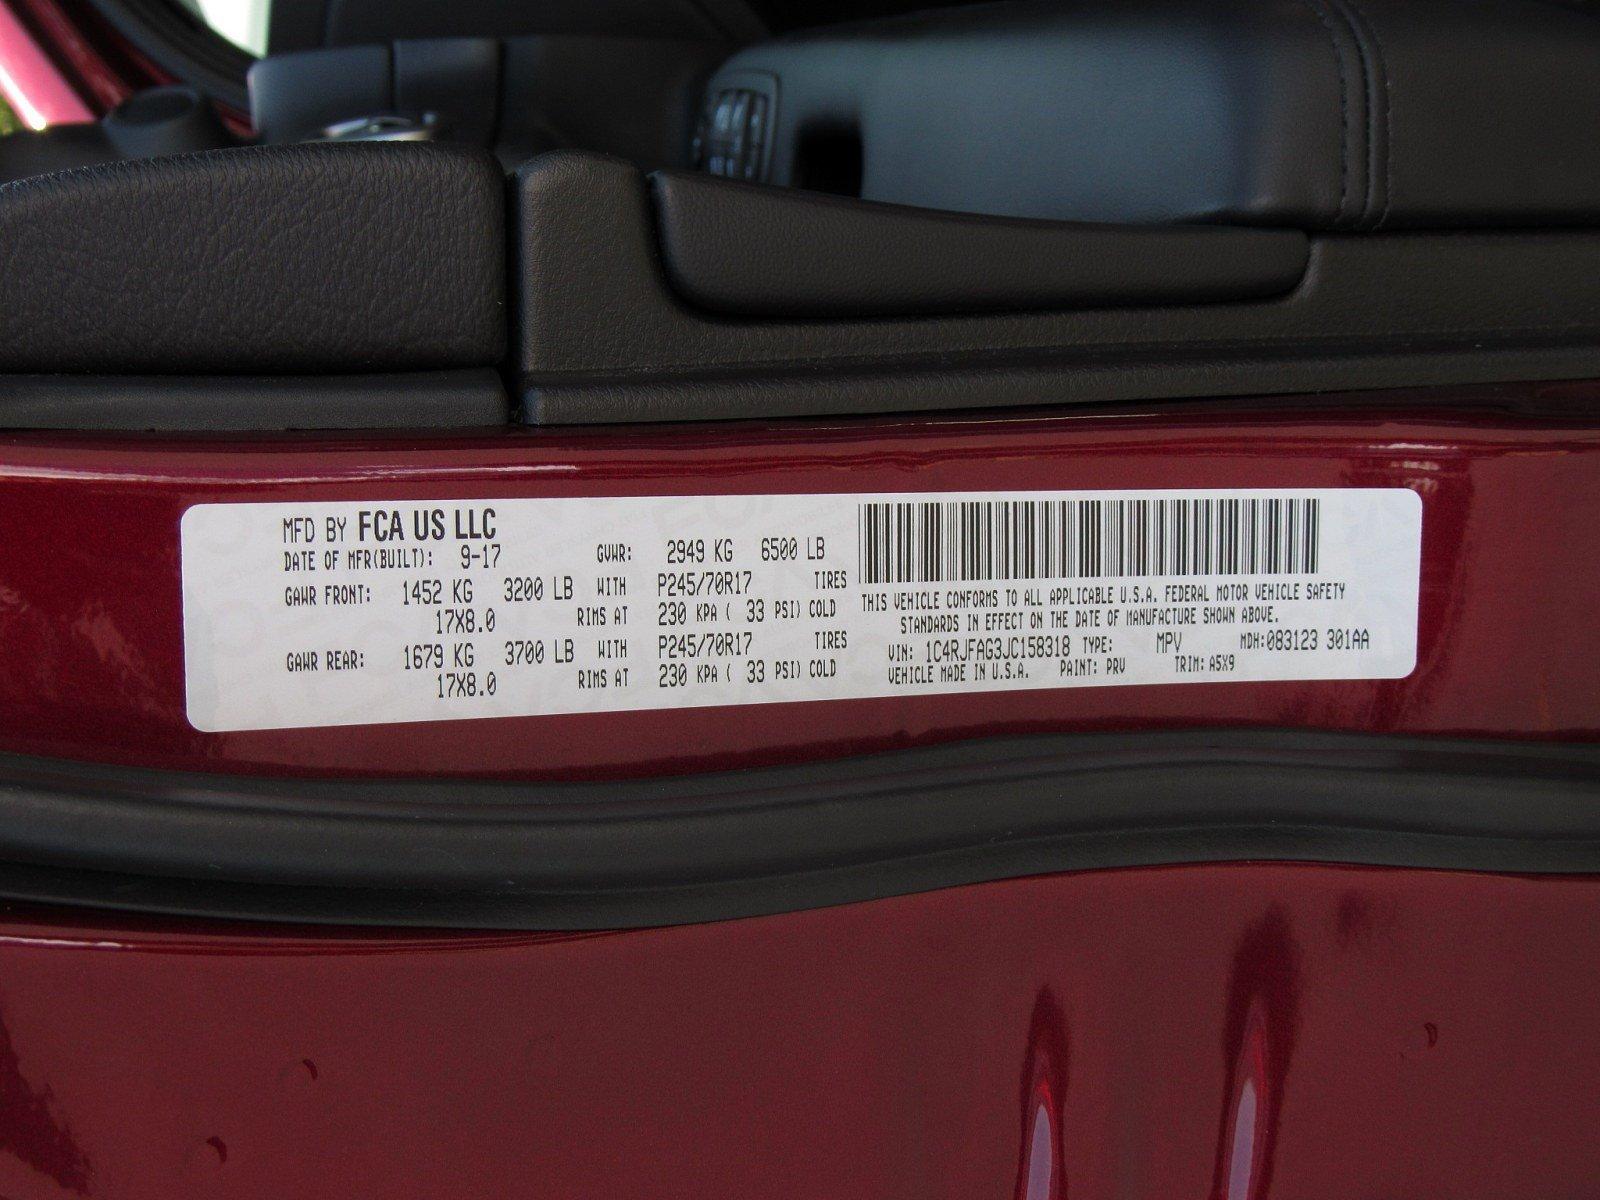 MFD BY FCA US LLC
DATE OF MFR(BUILT): 9-17 GVWR: 2949 KG 6500 LB
GAWR FRONT: 1452 KG 3200 LB WITH P245/70R17 TIRES
17X8.0 RIMS AT 230 KPA ( 33 PSI) COLD
GAWR REAR: 1679 KG 3700 LB WITH P245/70R17 TIRES
17X8.0 RIMS AT 230 KPA ( 33 PSI) COLD
THIS VEHICLE CONFORMS TO ALL APPLICABLE U.S.A. FEDERAL MOTOR VEHICLE SAFETY
STANDARDS IN EFFECT ON THE DATE OF MANUFACTURE SHOWN ABOVE.
VIN: 1C4RJFAG3JC158318 TYPE: MPV MDH:083123 301AA
VEHICLE MADE IN U.S.A. PAINT: PRV TRIM: A5X9